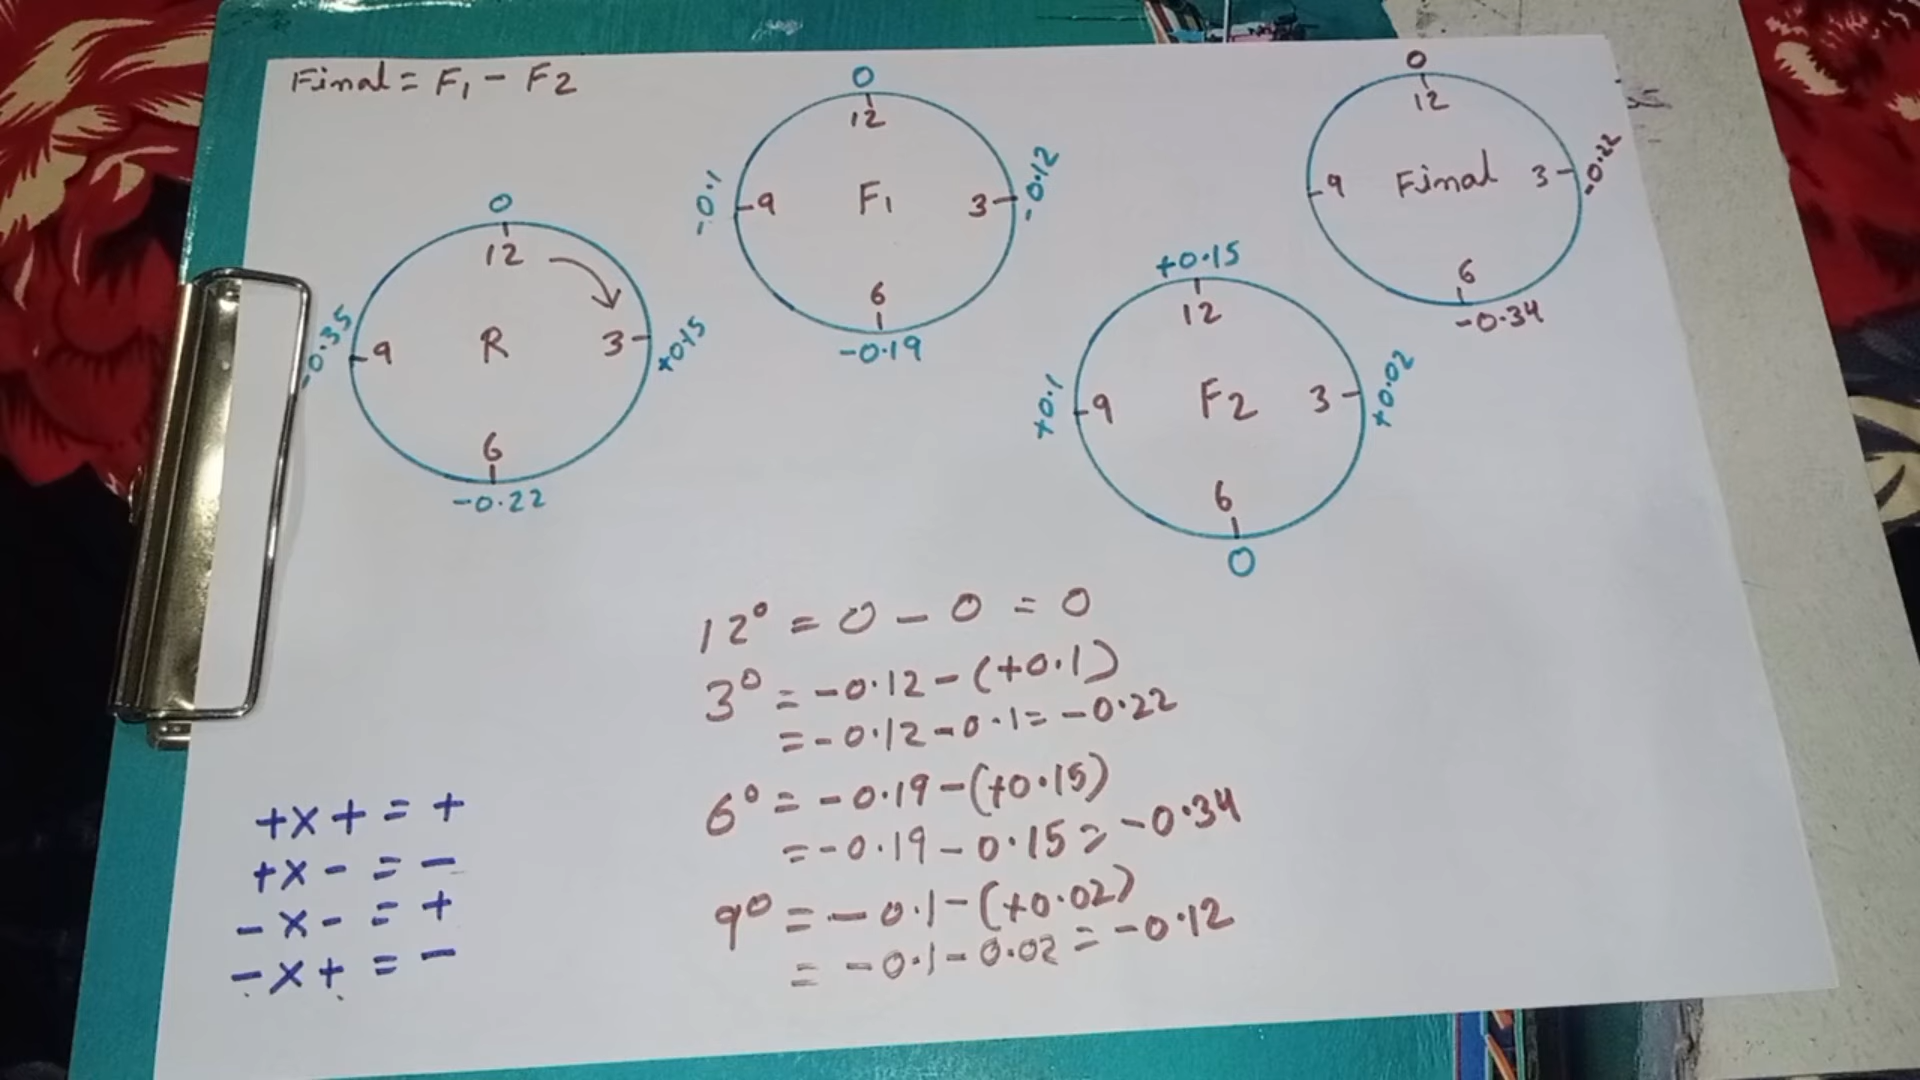 Final = F1 - F2
0
12
-0.35
9
R
3
+0.15
6
-0.22
0
12
-0.1
9
F1
3
-0.12
6
-0.19
+0.15
12
+0.1
9
F2
3
+0.02
6
0
0
12
9
Final
3
-0.22
6
-0.34
12° = 0 - 0 = 0
3° = -0.12 - (+0.1)
= -0.12 - 0.1 = -0.22
6° = -0.19 - (+0.15)
= -0.19 - 0.15 = -0.34
9° = -0.1 - (+0.02)
= -0.1 - 0.02 = -0.12
+ x + = +
+ x - = -
- x - = +
- x + = -